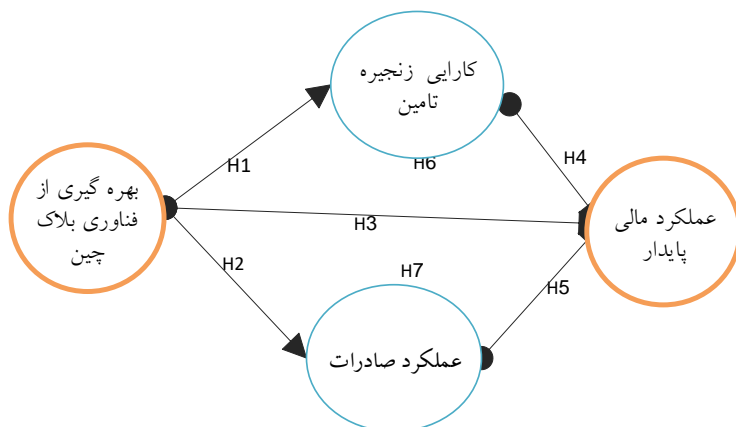 کارایی زنجیره
تامین
H6
H4
H1
بهره گیری از
فناوری بلاک
چین
عملکرد مالی
پایدار
H3
H2
H7
H5
عملکرد صادرات